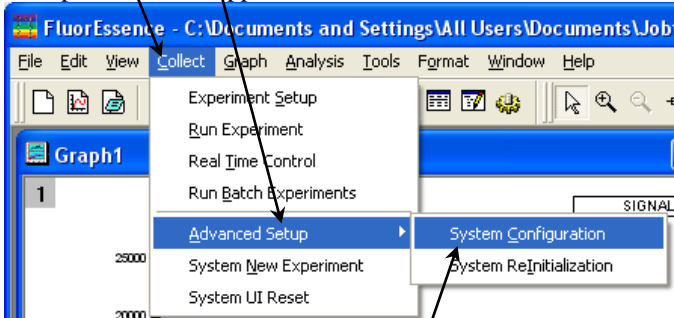 FluorEssence - C:\Documents and Settings\All Users\Documents\Job
File Edit View Collect Graph Analysis Tools Format Window Help
Experiment Setup
Run Experiment
Real Time Control
Run Batch Experiments
Advanced Setup
System New Experiment
System UI Reset
System Configuration
System ReInitialization
Graph1
1
SIGNAL
25000
20000